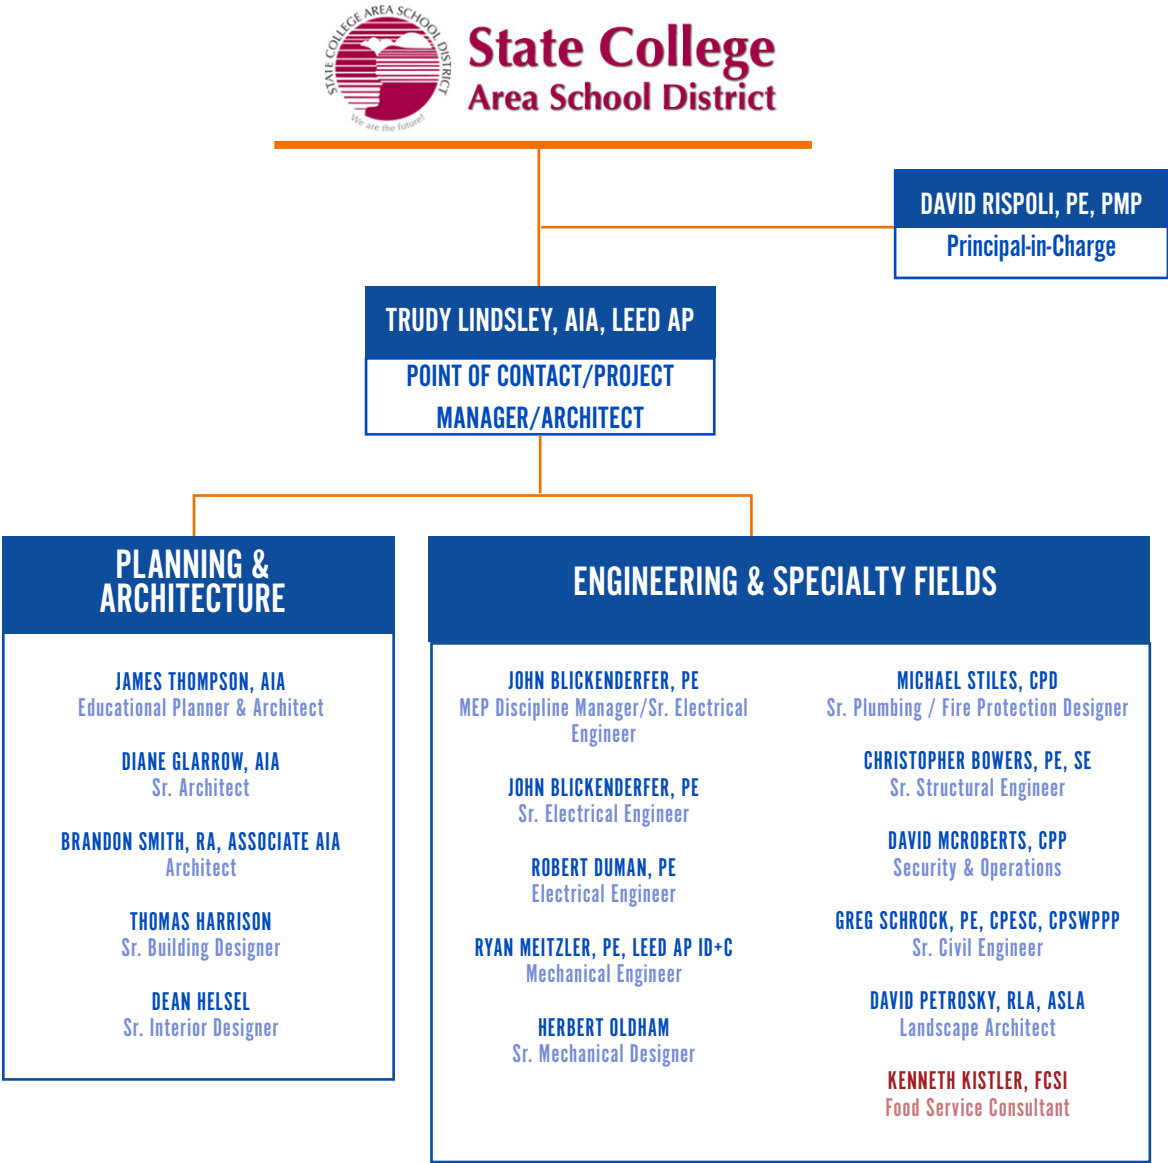 STATE COLLEGE AREA SCHOOL DISTRICT
We are the future!
State College
Area School District
DAVID RISPOLI, PE, PMP
Principal-in-Charge
TRUDY LINDSLEY, AIA, LEED AP
POINT OF CONTACT/PROJECT
MANAGER/ARCHITECT
PLANNING &
ARCHITECTURE
JAMES THOMPSON, AIA
Educational Planner & Architect
DIANE GLARROW, AIA
Sr. Architect
BRANDON SMITH, RA, ASSOCIATE AIA
Architect
THOMAS HARRISON
Sr. Building Designer
DEAN HELSEL
Sr. Interior Designer
ENGINEERING & SPECIALTY FIELDS
JOHN BLICKENDERFER, PE
MEP Discipline Manager/Sr. Electrical
Engineer
JOHN BLICKENDERFER, PE
Sr. Electrical Engineer
ROBERT DUMAN, PE
Electrical Engineer
RYAN MEITZLER, PE, LEED AP ID+C
Mechanical Engineer
HERBERT OLDHAM
Sr. Mechanical Designer
MICHAEL STILES, CPD
Sr. Plumbing / Fire Protection Designer
CHRISTOPHER BOWERS, PE, SE
Sr. Structural Engineer
DAVID MCROBERTS, CPP
Security & Operations
GREG SCHROCK, PE, CPESC, CPSWPPP
Sr. Civil Engineer
DAVID PETROSKY, RLA, ASLA
Landscape Architect
KENNETH KISTLER, FCSI
Food Service Consultant